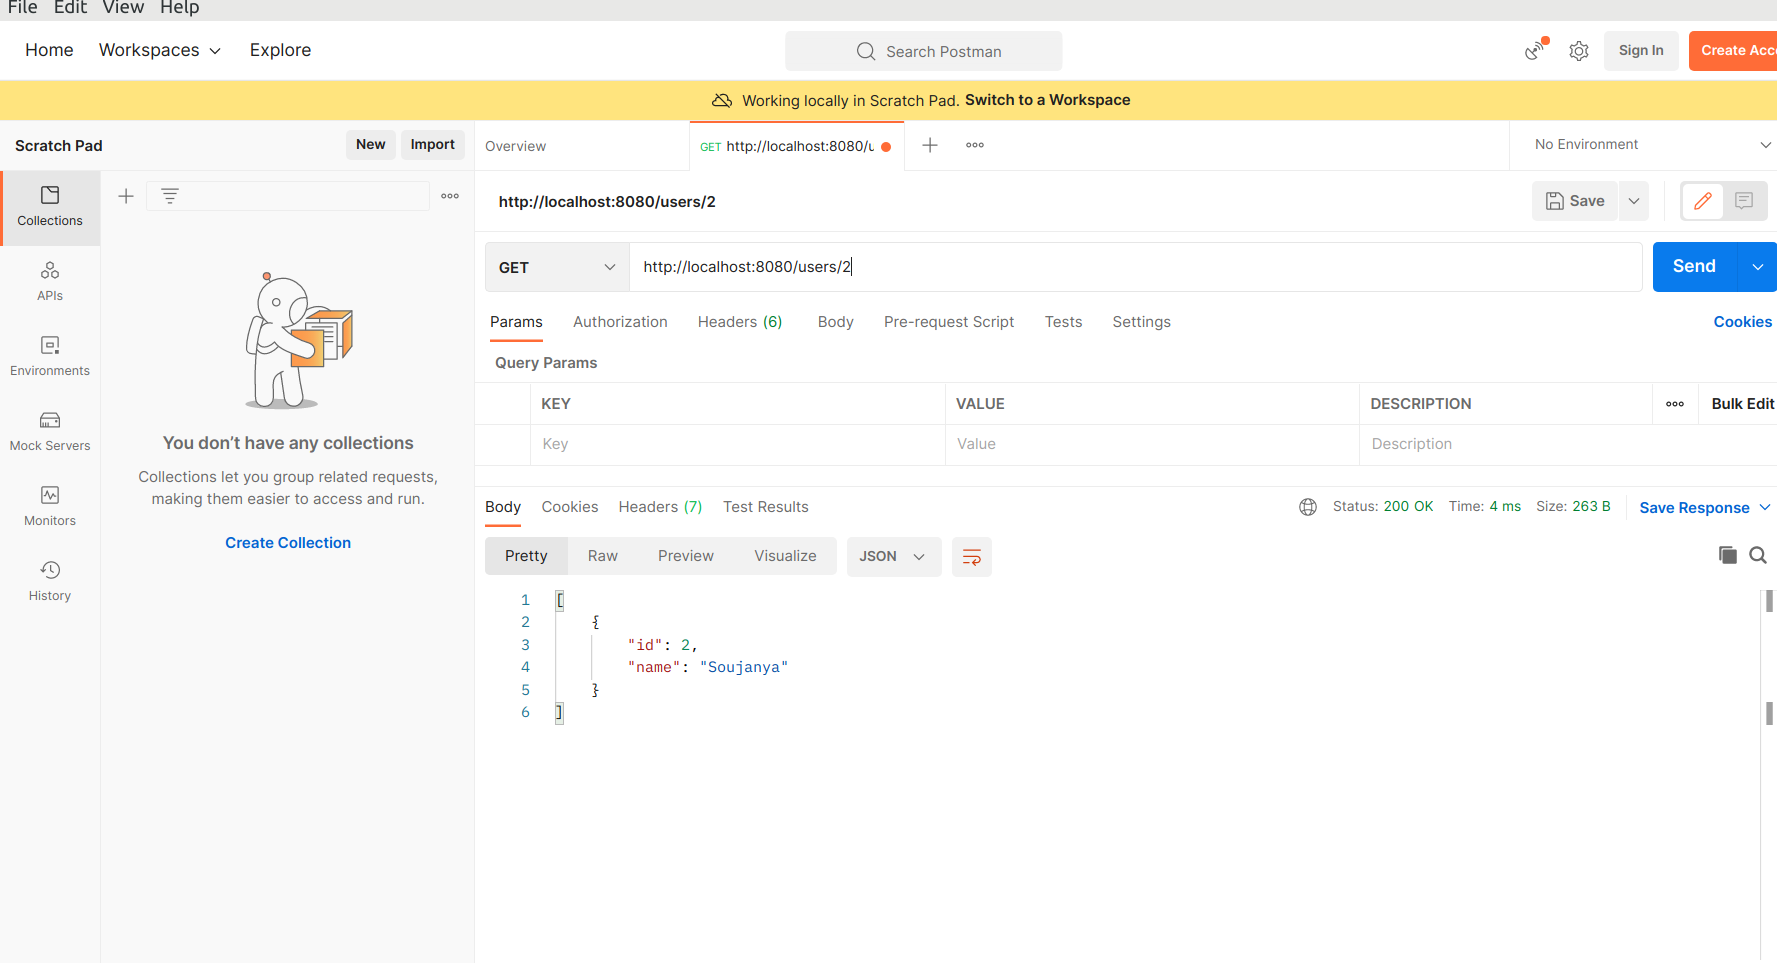 File Edit View Help
Home Workspaces Explore Search Postman Sign In Create Acc
Working locally in Scratch Pad. Switch to a Workspace
Scratch Pad New Import Overview GET http://localhost:8080/u No Environment
http://localhost:8080/users/2 Save
Collections
GET http://localhost:8080/users/2 Send
APIs
Params Authorization Headers (6) Body Pre-request Script Tests Settings Cookies
Query Params
Environments
KEY VALUE DESCRIPTION Bulk Edit
Key Value Description
Mock Servers
You don't have any collections
Collections let you group related requests,
making them easier to access and run.
Body Cookies Headers (7) Test Results Status: 200 OK Time: 4 ms Size: 263 B Save Response
Monitors
Create Collection
Pretty Raw Preview Visualize JSON
History
1 [
2 {
3 "id": 2,
4 "name": "Soujanya"
5 }
6 ]